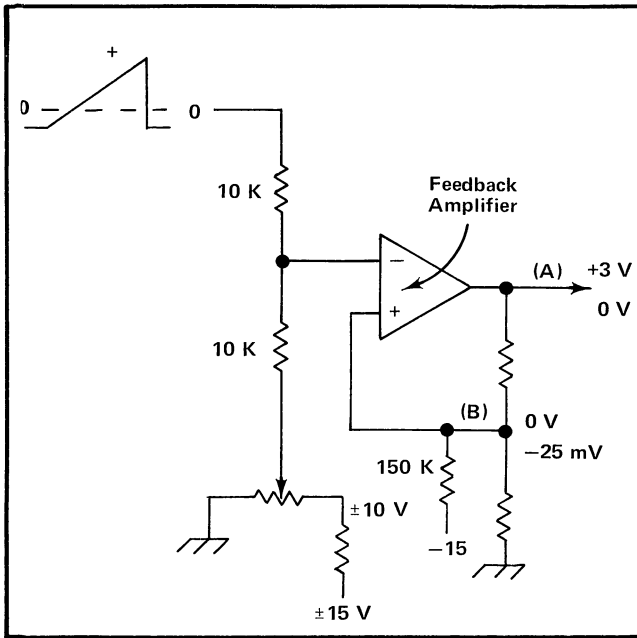 +
0
0
10 K
Feedback
Amplifier
−
(A)
+3 V
0 V
+
10 K
(B)
0 V
−25 mV
150 K
±10 V
−15
±15 V